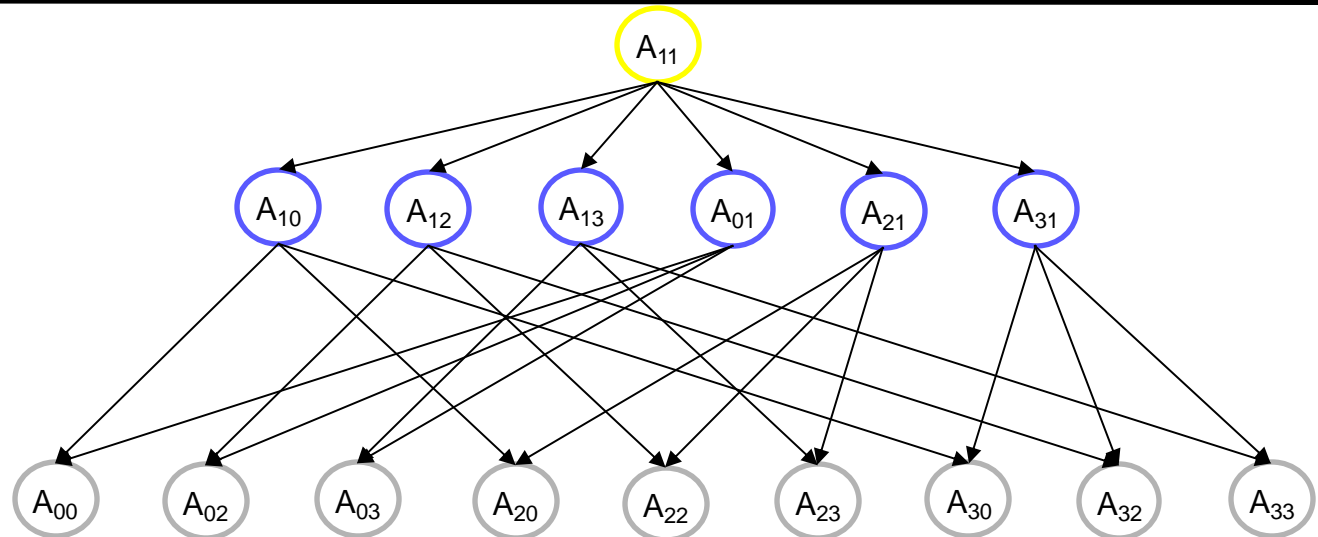 A₁₁
A₁₀ A₁₂ A₁₃ A₀₁ A₂₁ A₃₁
A₀₀ A₀₂ A₀₃ A₂₀ A₂₂ A₂₃ A₃₀ A₃₂ A₃₃